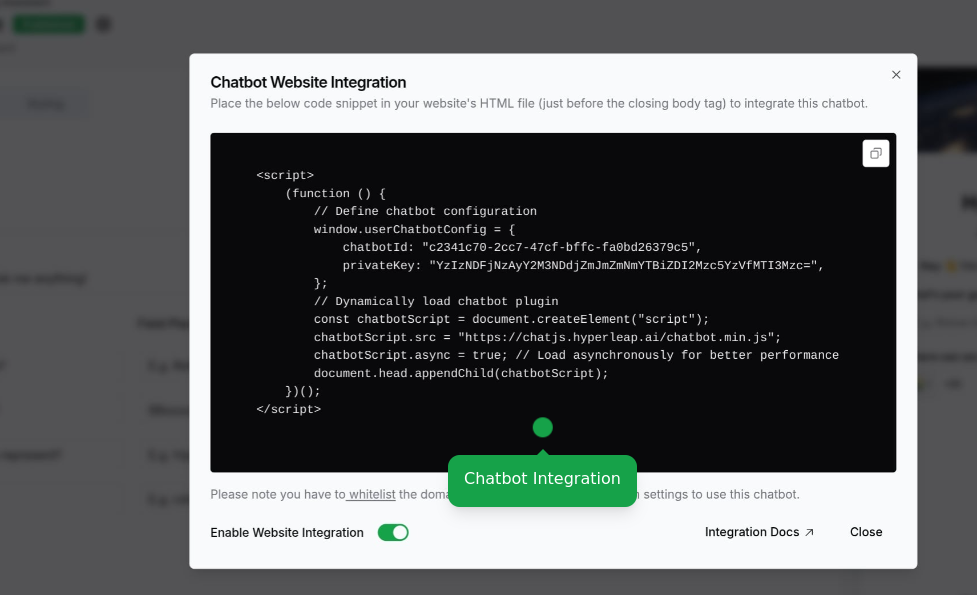 Chatbot Website Integration
Place the below code snippet in your website's HTML file (just before the closing body tag) to integrate this chatbot.
<script>
(function () {
// Define chatbot configuration
window.userChatbotConfig = {
chatbotId: "c2341c70-2cc7-47cf-bffc-fa0bd26379c5",
privateKey: "YzIzNDFjNzAyY2M3NDdjZmJmZmNmYTBiZDI2Mzc5YzVfMTI3Mzc=",
};
// Dynamically load chatbot plugin
const chatbotScript = document.createElement("script");
chatbotScript.src = "https://chatjs.hyperleap.ai/chatbot.min.js";
chatbotScript.async = true; // Load asynchronously for better performance
document.head.appendChild(chatbotScript);
})();
</script>
Chatbot Integration
Please note you have to whitelist the settings to use this chatbot.
Enable Website Integration
Integration Docs
Close